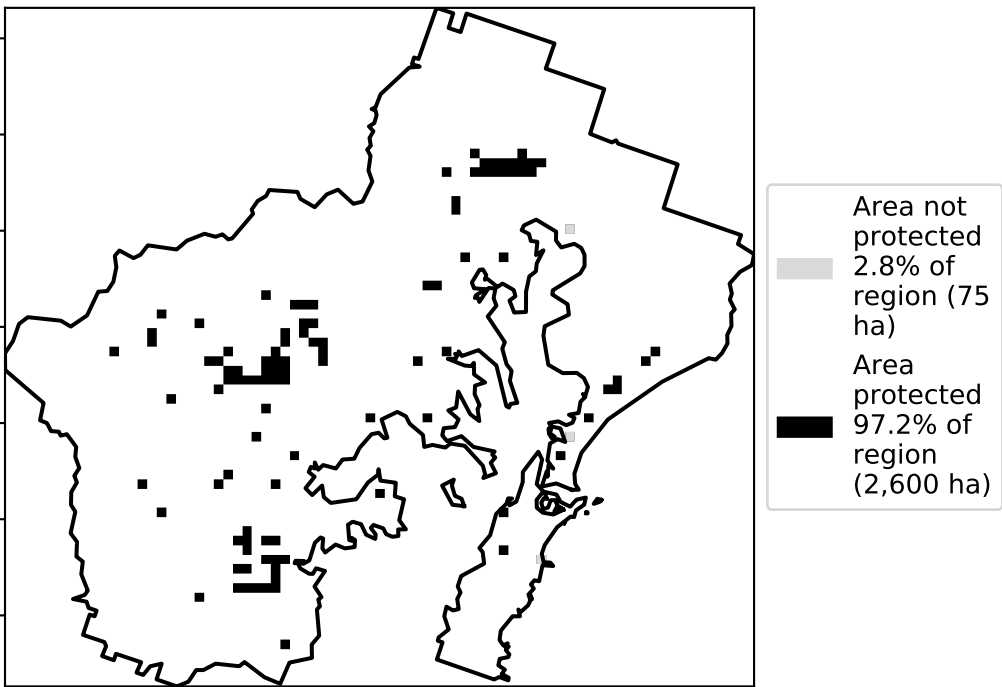 Area not
protected
2.8% of
region (75
ha)
Area
protected
97.2% of
region
(2,600 ha)